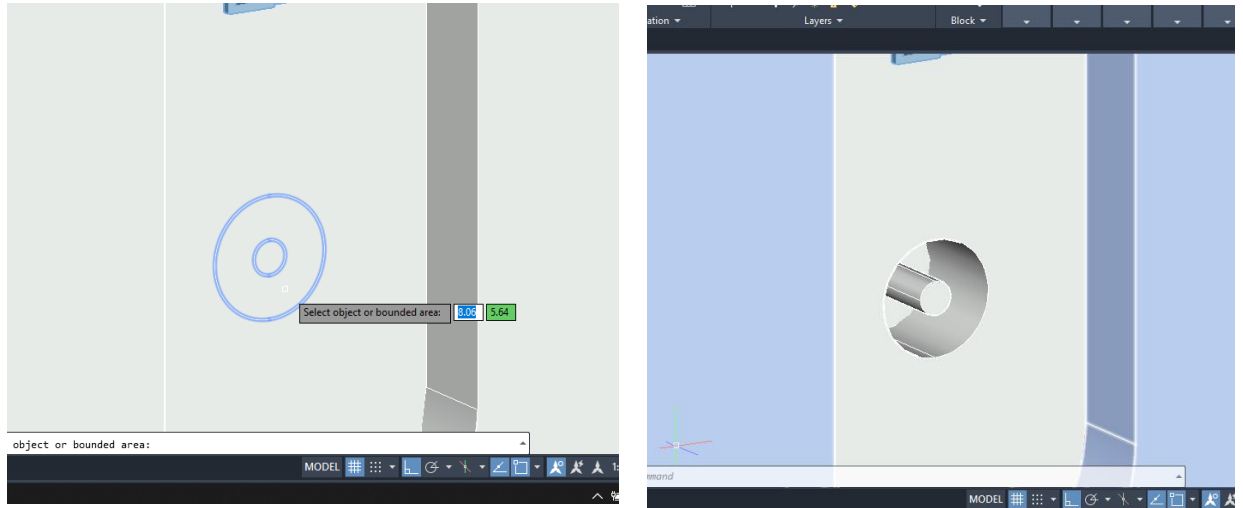 Select object or bounded area: 8.06 5.64
object or bounded area:
MODEL 1:
ation Layers Block
mmand
MODEL